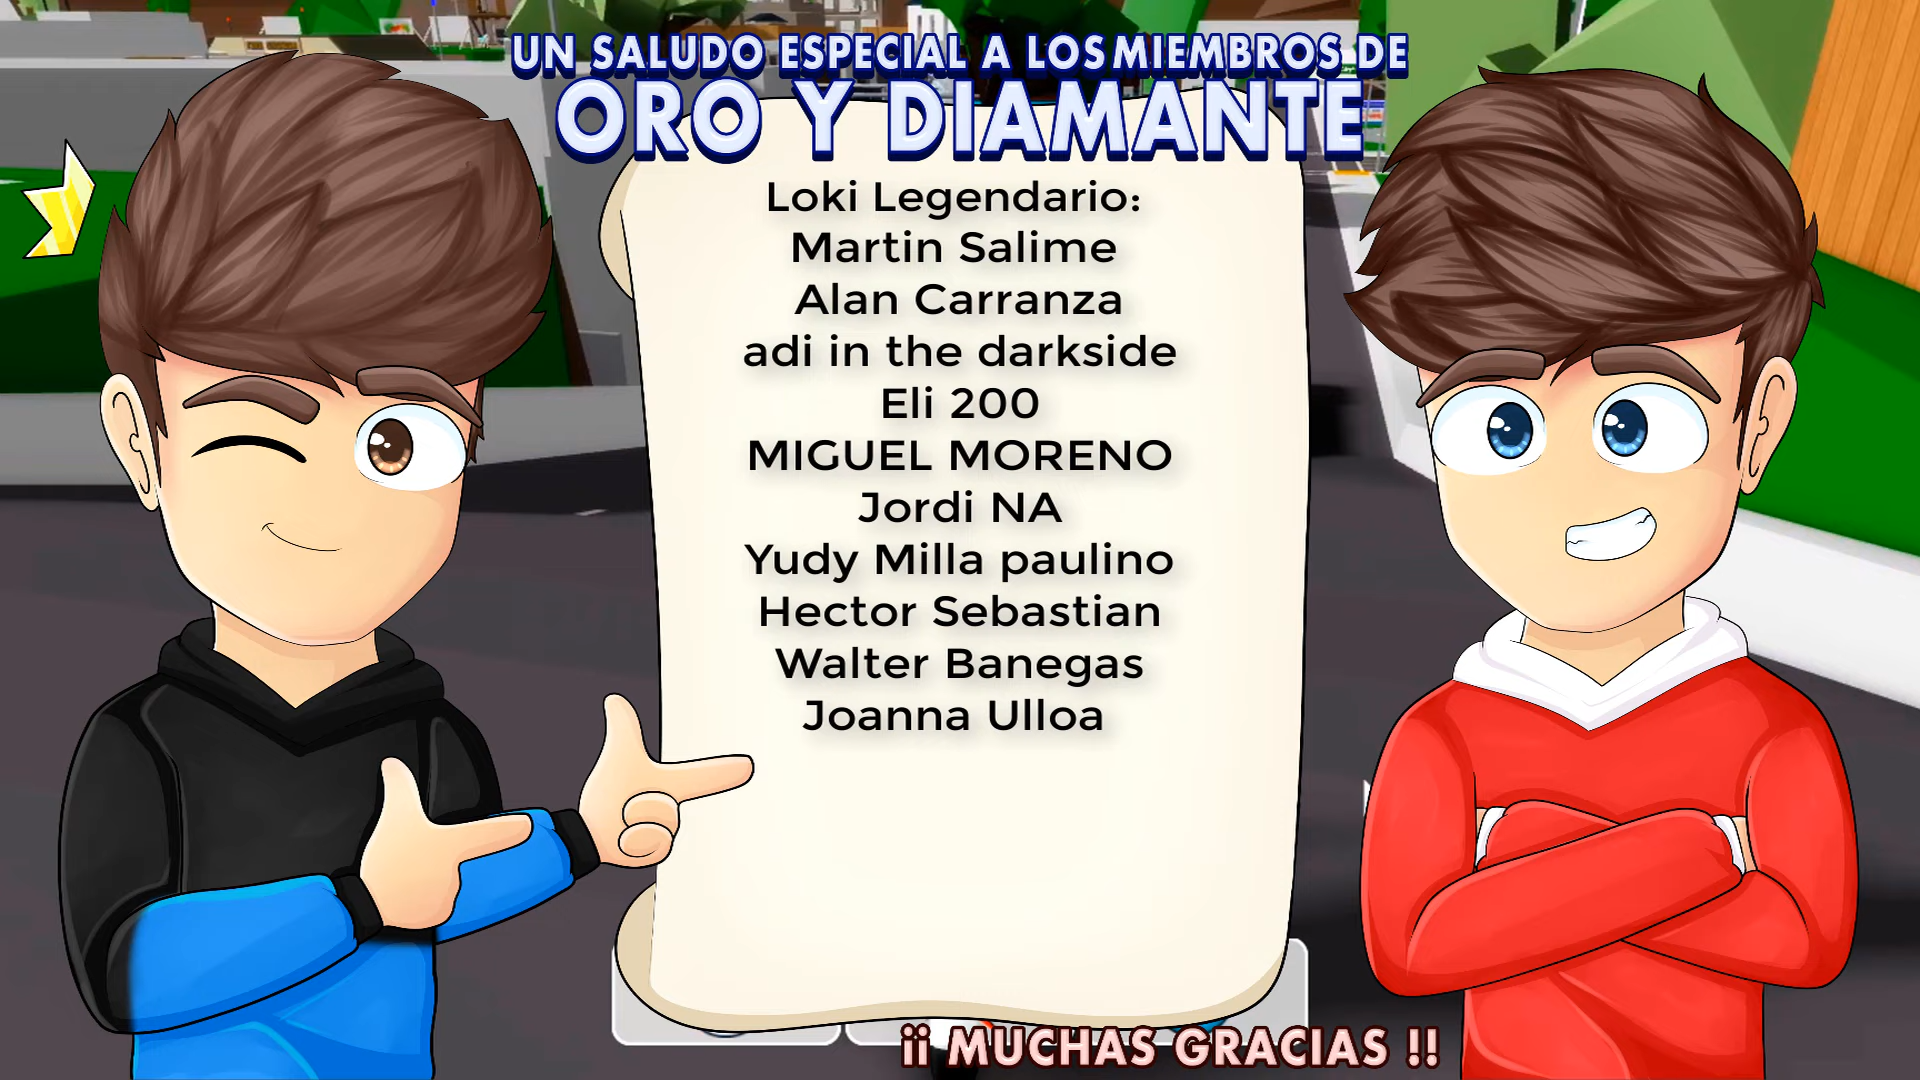 UN SALUDO ESPECIAL A LOS MIEMBROS DE
ORO Y DIAMANTE
Loki Legendario:
Martin Salime
Alan Carranza
adi in the darkside
Eli 200
MIGUEL MORENO
Jordi NA
Yudy Milla paulino
Hector Sebastian
Walter Banegas
Joanna Ulloa
¡¡ MUCHAS GRACIAS !!